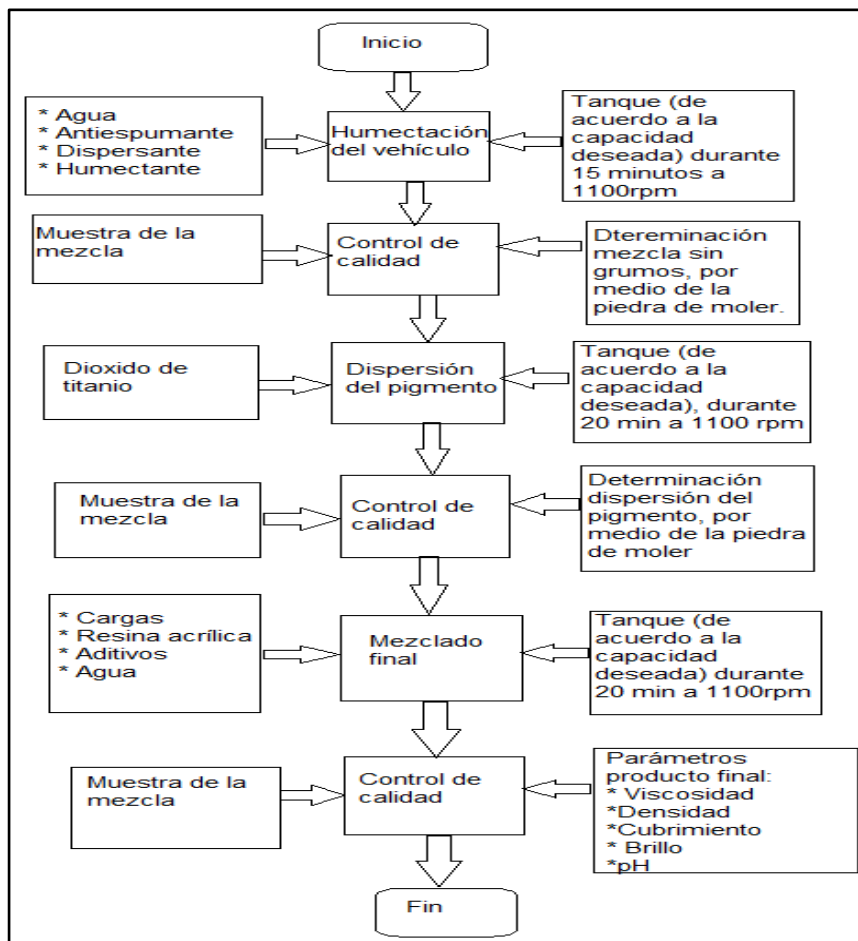 Inicio
* Agua
* Antiespumante
* Dispersante
* Humectante
Humectación
del vehículo
Tanque (de
acuerdo a la
capacidad
deseada) durante
15 minutos a
1100rpm
Muestra de la
mezcla
Control de
calidad
Dtereminación
mezcla sin
grumos, por
medio de la
piedra de moler.
Dioxido de
titanio
Dispersión
del pigmento
Tanque (de
acuerdo a la
capacidad
deseada), durante
20 min a 1100 rpm
Muestra de la
mezcla
Control de
calidad
Determinación
dispersión del
pigmento, por
medio de la piedra
de moler
* Cargas
* Resina acrílica
* Aditivos
* Agua
Mezclado
final
Tanque (de
acuerdo a la
capacidad
deseada) durante
20 min a 1100rpm
Muestra de la
mezcla
Control de
calidad
Parámetros
producto final:
* Viscosidad
*Densidad
*Cubrimiento
* Brillo
*pH
Fin